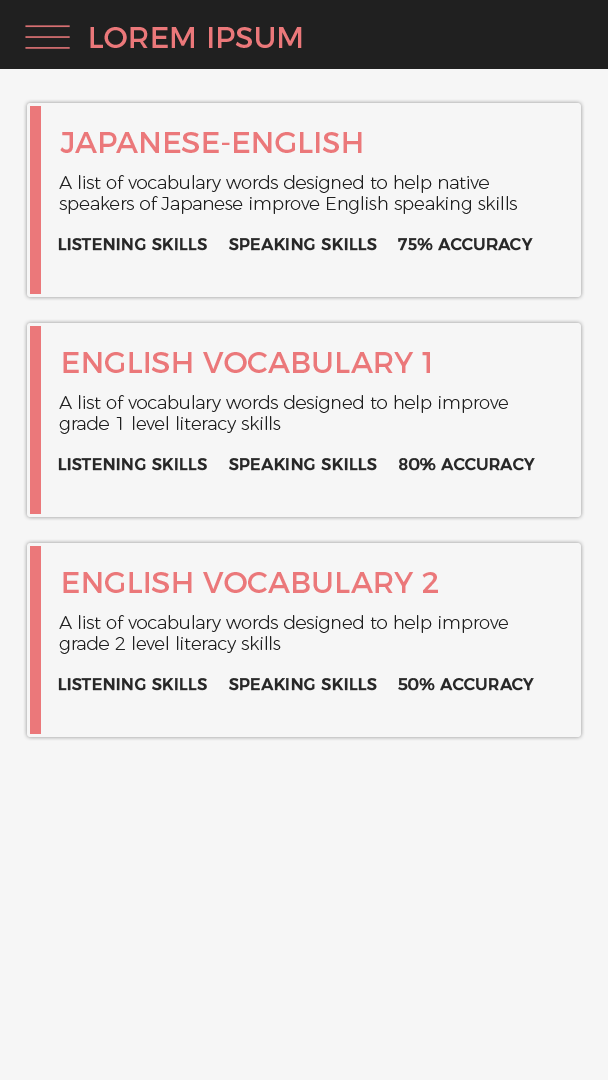 LOREM IPSUM
JAPANESE-ENGLISH
A list of vocabulary words designed to help native
speakers of Japanese improve English speaking skills
LISTENING SKILLS SPEAKING SKILLS 75% ACCURACY
ENGLISH VOCABULARY 1
A list of vocabulary words designed to help improve
grade 1 level literacy skills
LISTENING SKILLS SPEAKING SKILLS 80% ACCURACY
ENGLISH VOCABULARY 2
A list of vocabulary words designed to help improve
grade 2 level literacy skills
LISTENING SKILLS SPEAKING SKILLS 50% ACCURACY